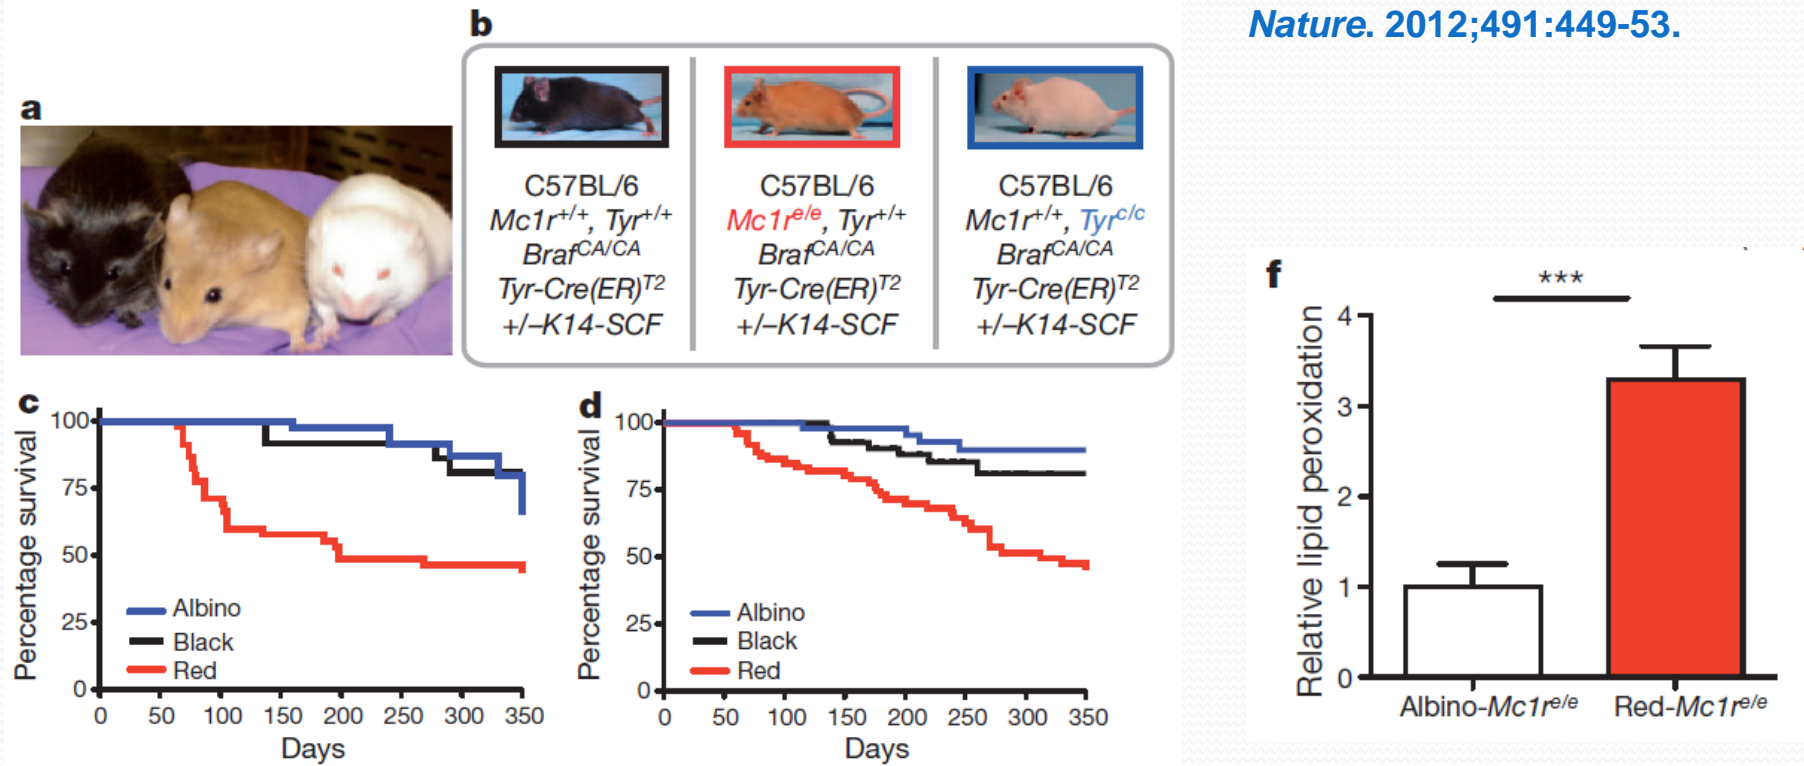 Nature. 2012;491:449-53.
a
b
C57BL/6
Mc1r+/+, Tyr+/+
BrafCA/CA
Tyr-Cre(ER)T2
+/–K14-SCF
C57BL/6
Mc1re/e, Tyr+/+
BrafCA/CA
Tyr-Cre(ER)T2
+/–K14-SCF
C57BL/6
Mc1r+/+, Tyrc/c
BrafCA/CA
Tyr-Cre(ER)T2
+/–K14-SCF
c
Percentage survival
100
75
50
25
0
Albino
Black
Red
0 50 100 150 200 250 300 350
Days
d
Percentage survival
100
75
50
25
0
Albino
Black
Red
0 50 100 150 200 250 300 350
Days
f
***
Relative lipid peroxidation
4
3
2
1
0
Albino-Mc1re/e Red-Mc1re/e